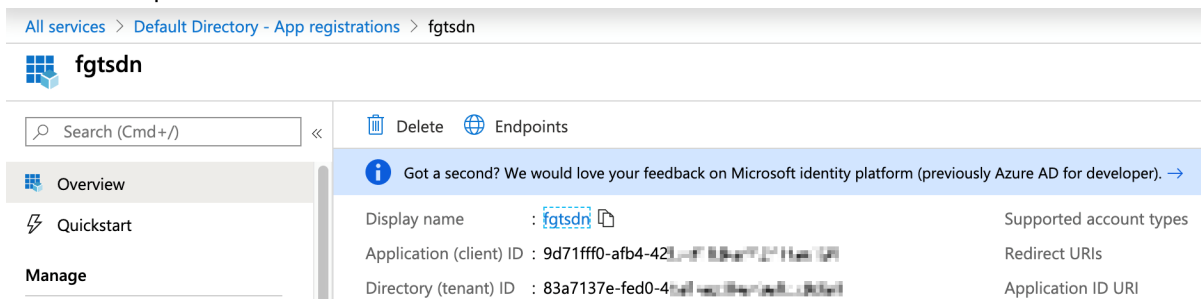 All services > Default Directory - App registrations > fgtsdn
fgtsdn
Search (Cmd+/)
«
Delete
Endpoints
Got a second? We would love your feedback on Microsoft identity platform (previously Azure AD for developer). →
Overview
Quickstart
Manage
Display name : fgtsdn
Supported account types
Application (client) ID : 9d71fff0-afb4-42
Redirect URIs
Directory (tenant) ID : 83a7137e-fed0-4
Application ID URI